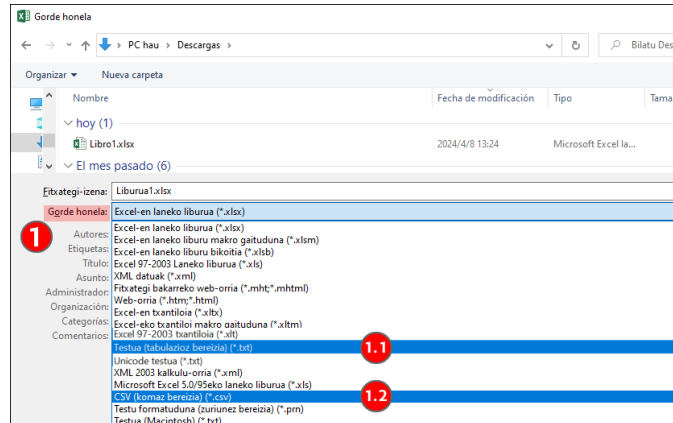 Gorde honela
PC hau > Descargas >
Bilatu Des
Organizar
Nueva carpeta
Nombre
Fecha de modificación
Tipo
Tama
hoy (1)
Libro1.xlsx
2024/4/8 13:24
Microsoft Excel la...
El mes pasado (6)
Fitxategi-izena:
Liburua1.xlsx
Gorde honela:
Excel-en laneko liburua (*.xlsx)
1
Autores:
Etiquetas:
Título:
Asunto:
Administrador:
Organización:
Categorías:
Comentarios:
Excel-en laneko liburua (*.xlsx)
Excel-en laneko liburu makro gaituduna (*.xlsm)
Excel-en laneko liburu bikoitia (*.xlsb)
Excel 97-2003 Laneko liburua (*.xls)
XML datuak (*.xml)
Fitxategi bakarreko web-orria (*.mht;*.mhtml)
Web-orria (*.htm;*.html)
Excel-en txantiloia (*.xltx)
Excel-eko txantiloi makro gaituduna (*.xltm)
Excel 97-2003 txantiloia (*.xlt)
Testua (tabulazioz bereizia) (*.txt)
1.1
Unicode testua (*.txt)
XML 2003 kalkulu-orria (*.xml)
Microsoft Excel 5.0/95eko laneko liburua (*.xls)
CSV (komaz bereizia) (*.csv)
1.2
Testu formatuduna (zuriunez bereizia) (*.prn)
Testua (Macintosh) (*.txt)